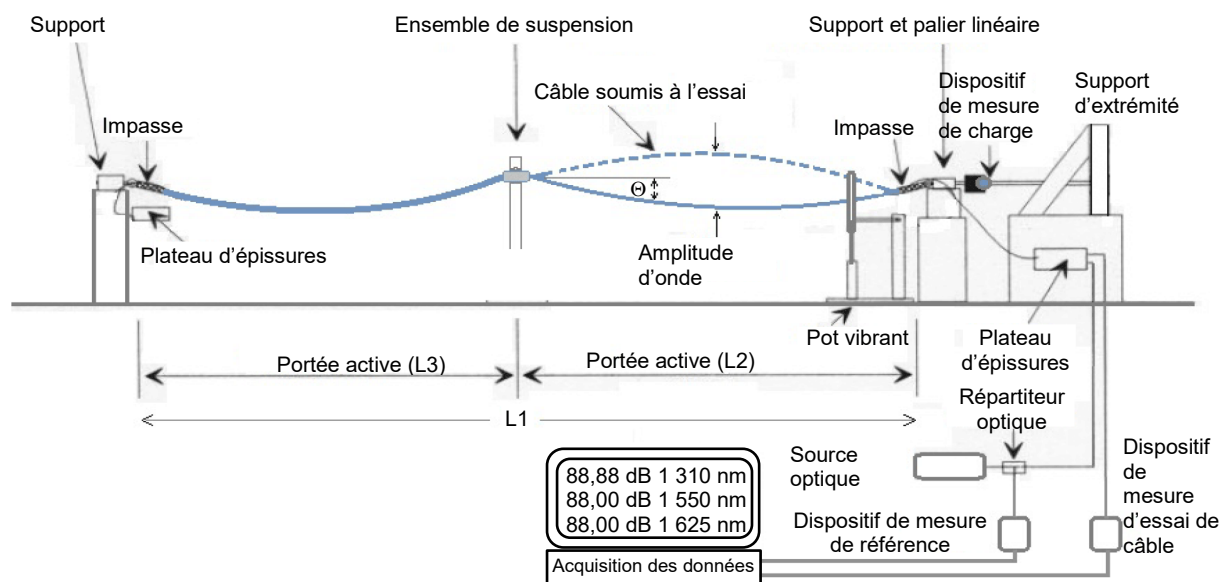 Support
Ensemble de suspension
Support et palier linéaire
Câble soumis à l'essai
Dispositif
de mesure
de charge
Support
d'extrémité
Impasse
Impasse
Θ
Plateau d'épissures
Amplitude
d'onde
Pot vibrant
Plateau
d'épissures
Portée active (L3)
Portée active (L2)
L1
Répartiteur
optique
Source
optique
Dispositif
de
mesure
d'essai de
câble
88,88 dB 1 310 nm
88,00 dB 1 550 nm
88,00 dB 1 625 nm
Dispositif de mesure
de référence
Acquisition des données